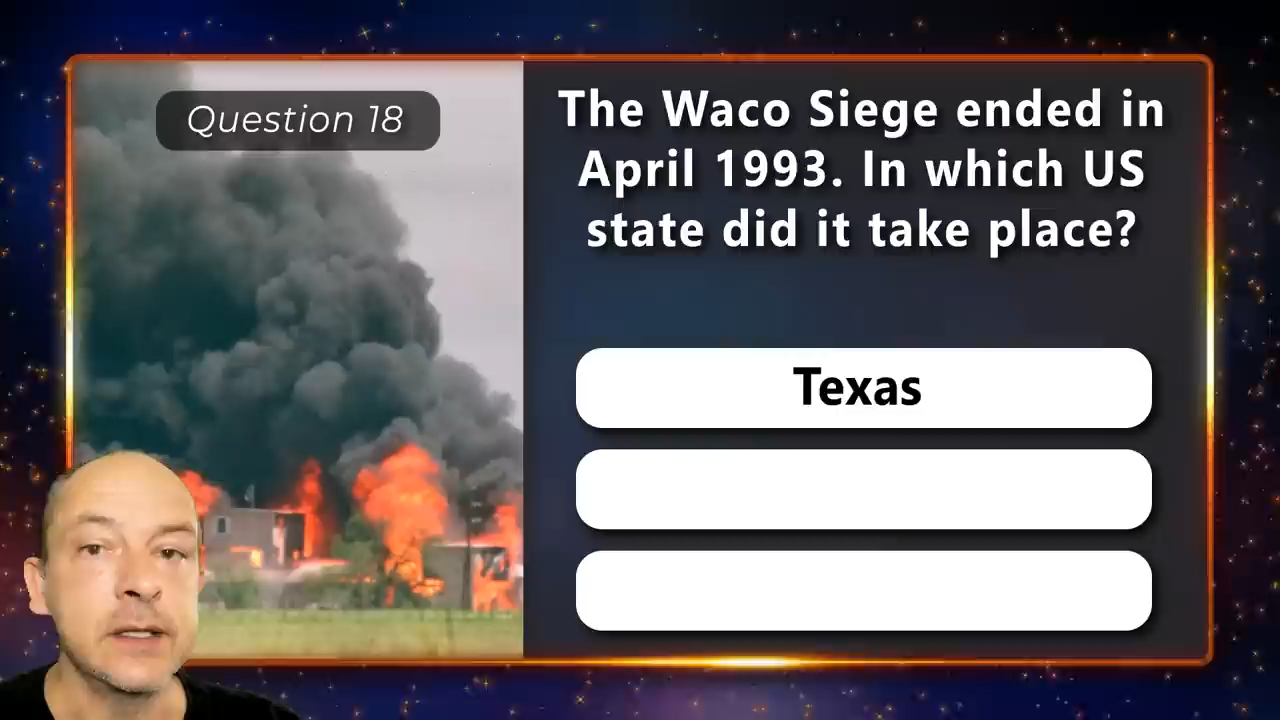 Question 18
The Waco Siege ended in
April 1993. In which US
state did it take place?
Texas